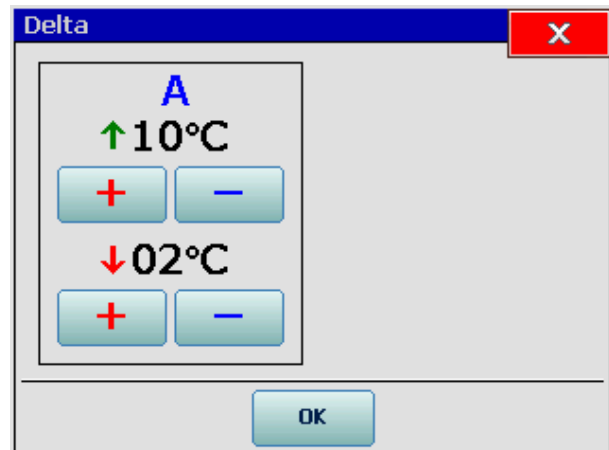 Delta X
A
↑10°C
+ −
↓02°C
+ −
OK